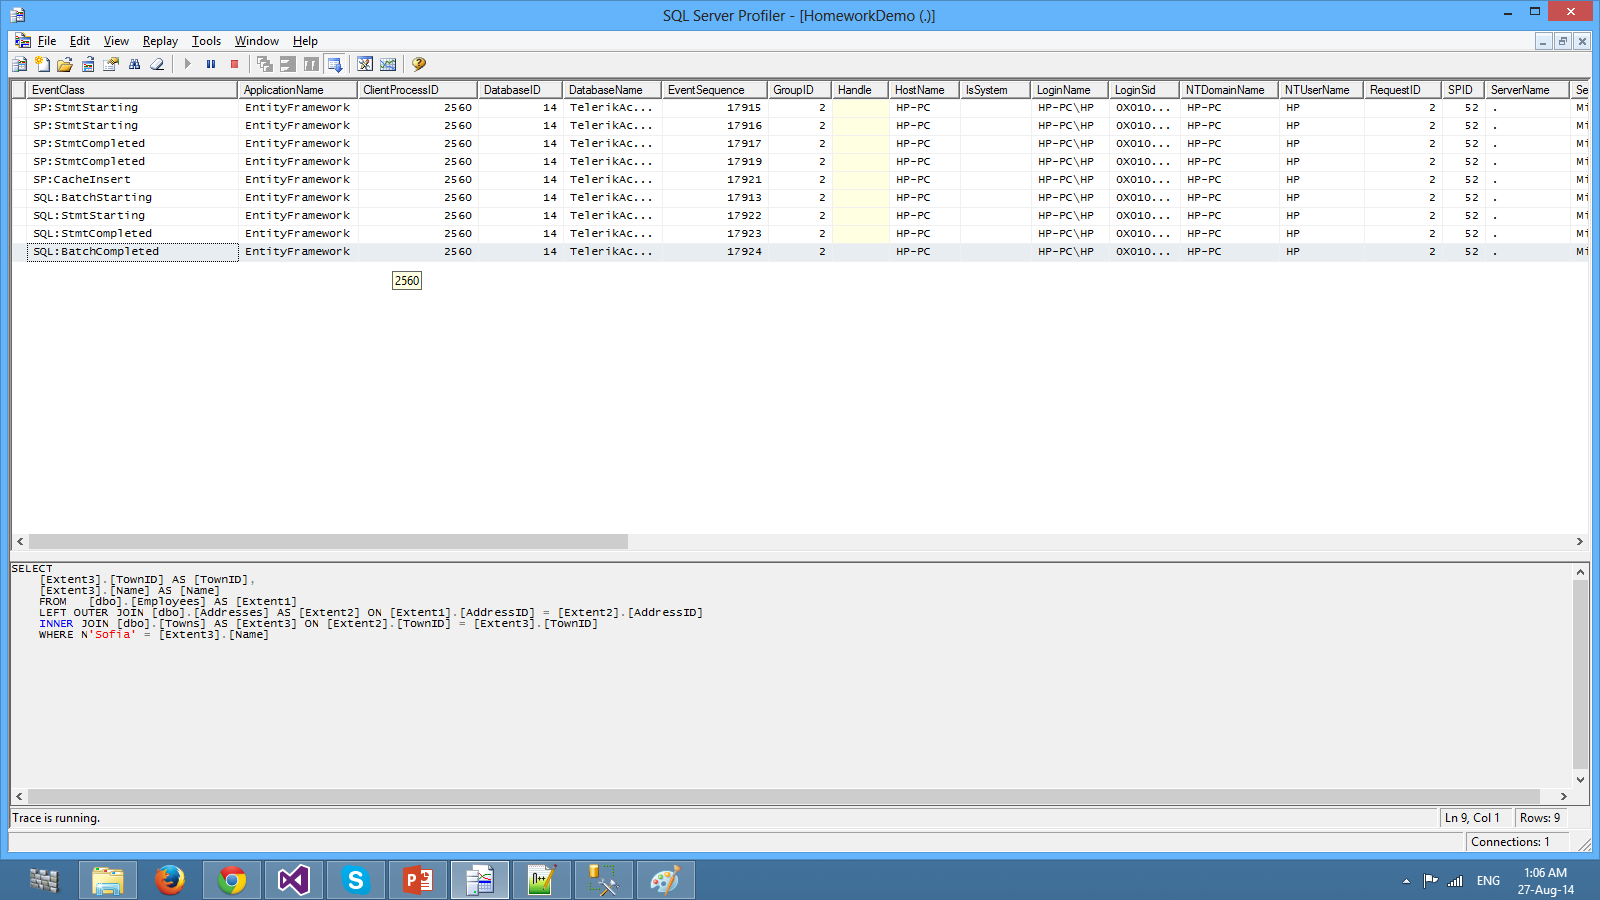 SQL Server Profiler - [HomeworkDemo (.)]
File Edit View Replay Tools Window Help
EventClass ApplicationName ClientProcessID DatabaseID DatabaseName EventSequence GroupID Handle HostName IsSystem LoginName LoginSid NTDomainName NTUserName RequestID SPID ServerName Se
SP:StmtStarting EntityFramework 2560 14 TelerikAc... 17915 2 HP-PC HP-PC\HP 0X010... HP-PC HP 2 52 . Mi
SP:StmtStarting EntityFramework 2560 14 TelerikAc... 17916 2 HP-PC HP-PC\HP 0X010... HP-PC HP 2 52 . Mi
SP:StmtCompleted EntityFramework 2560 14 TelerikAc... 17917 2 HP-PC HP-PC\HP 0X010... HP-PC HP 2 52 . Mi
SP:StmtCompleted EntityFramework 2560 14 TelerikAc... 17919 2 HP-PC HP-PC\HP 0X010... HP-PC HP 2 52 . Mi
SP:CacheInsert EntityFramework 2560 14 TelerikAc... 17921 2 HP-PC HP-PC\HP 0X010... HP-PC HP 2 52 . Mi
SQL:BatchStarting EntityFramework 2560 14 TelerikAc... 17913 2 HP-PC HP-PC\HP 0X010... HP-PC HP 2 52 . Mi
SQL:StmtStarting EntityFramework 2560 14 TelerikAc... 17922 2 HP-PC HP-PC\HP 0X010... HP-PC HP 2 52 . Mi
SQL:StmtCompleted EntityFramework 2560 14 TelerikAc... 17923 2 HP-PC HP-PC\HP 0X010... HP-PC HP 2 52 . Mi
SQL:BatchCompleted EntityFramework 2560 14 TelerikAc... 17924 2 HP-PC HP-PC\HP 0X010... HP-PC HP 2 52 . Mi
2560
SELECT
[Extent3].[TownID] AS [TownID],
[Extent3].[Name] AS [Name]
FROM [dbo].[Employees] AS [Extent1]
LEFT OUTER JOIN [dbo].[Addresses] AS [Extent2] ON [Extent1].[AddressID] = [Extent2].[AddressID]
INNER JOIN [dbo].[Towns] AS [Extent3] ON [Extent2].[TownID] = [Extent3].[TownID]
WHERE N'Sofia' = [Extent3].[Name]
Trace is running. Ln 9, Col 1 Rows: 9
Connections: 1
ENG 1:06 AM
27-Aug-14